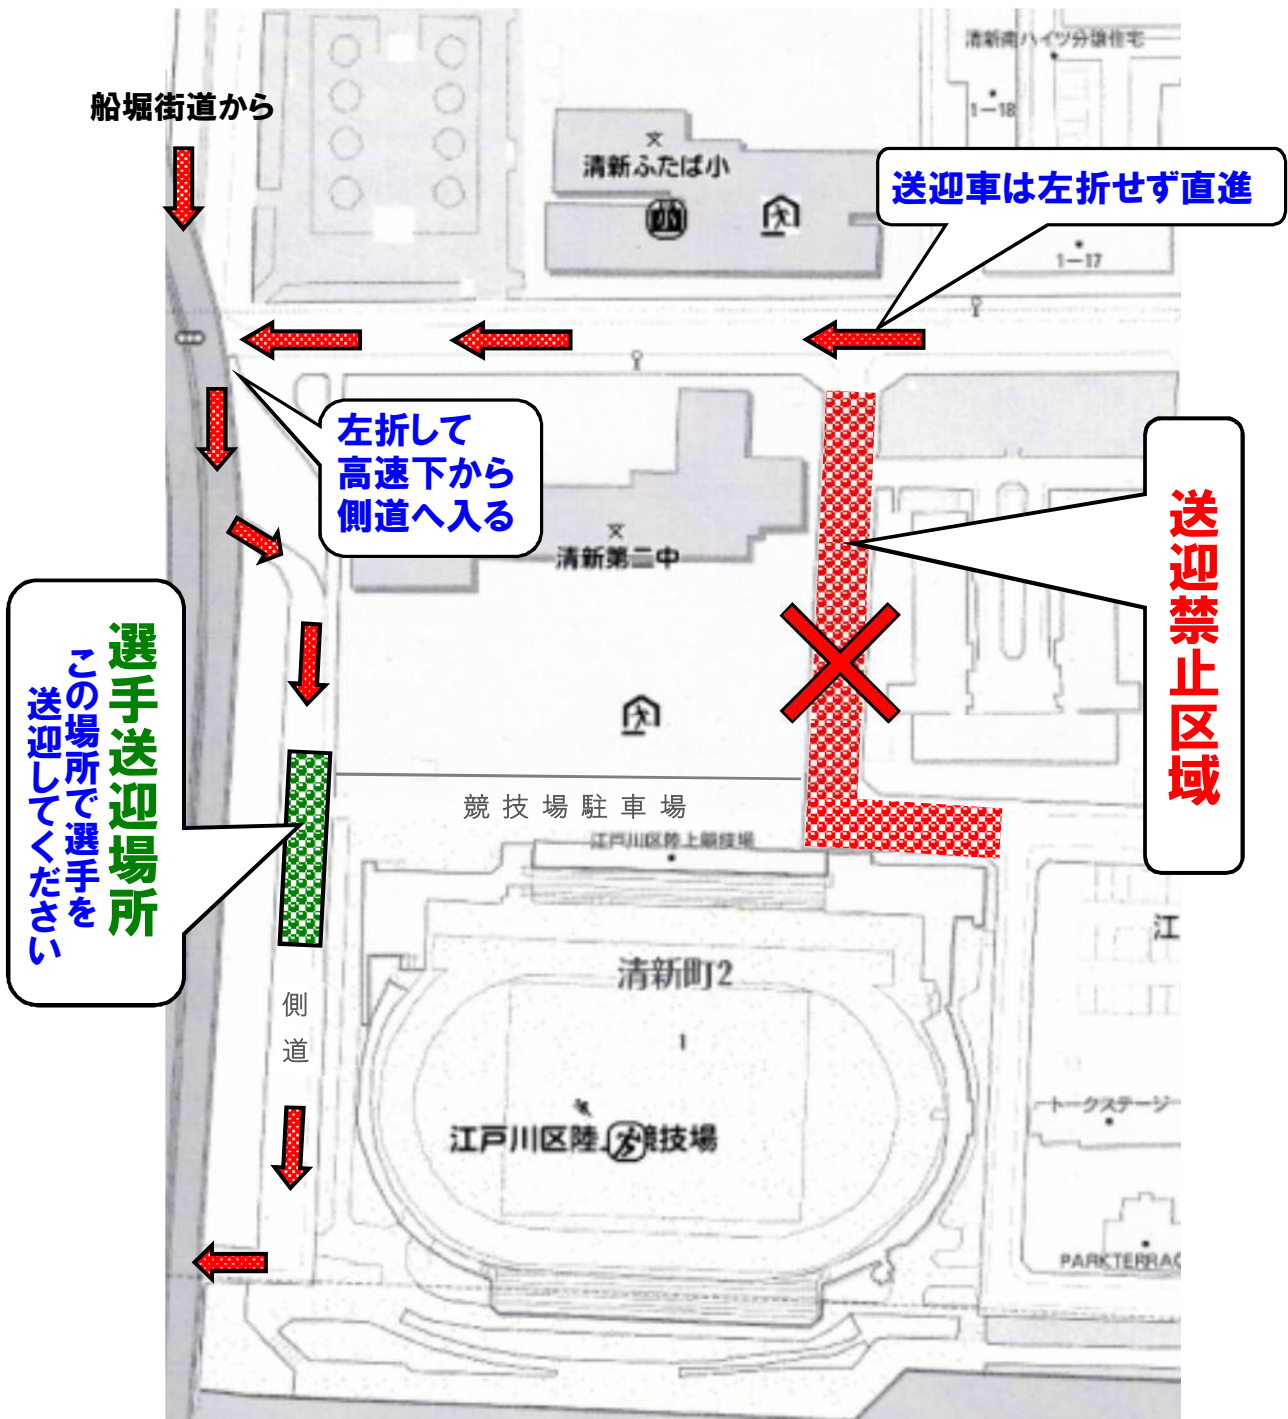 清新南ハイツ分譲住宅
船堀街道から
1-18
文
清新ふたば小
送迎車は左折せず直進
1-17
左折して
高速下から
側道へ入る
文
清新第二中
送迎禁止区域
選手送迎場所
この場所で選手を
送迎してください
競技場駐車場
江戸川区陸上競技場
江
清新町2
側道
1
トークステージ
江戸川区陸上競技場
PARKTERRAC